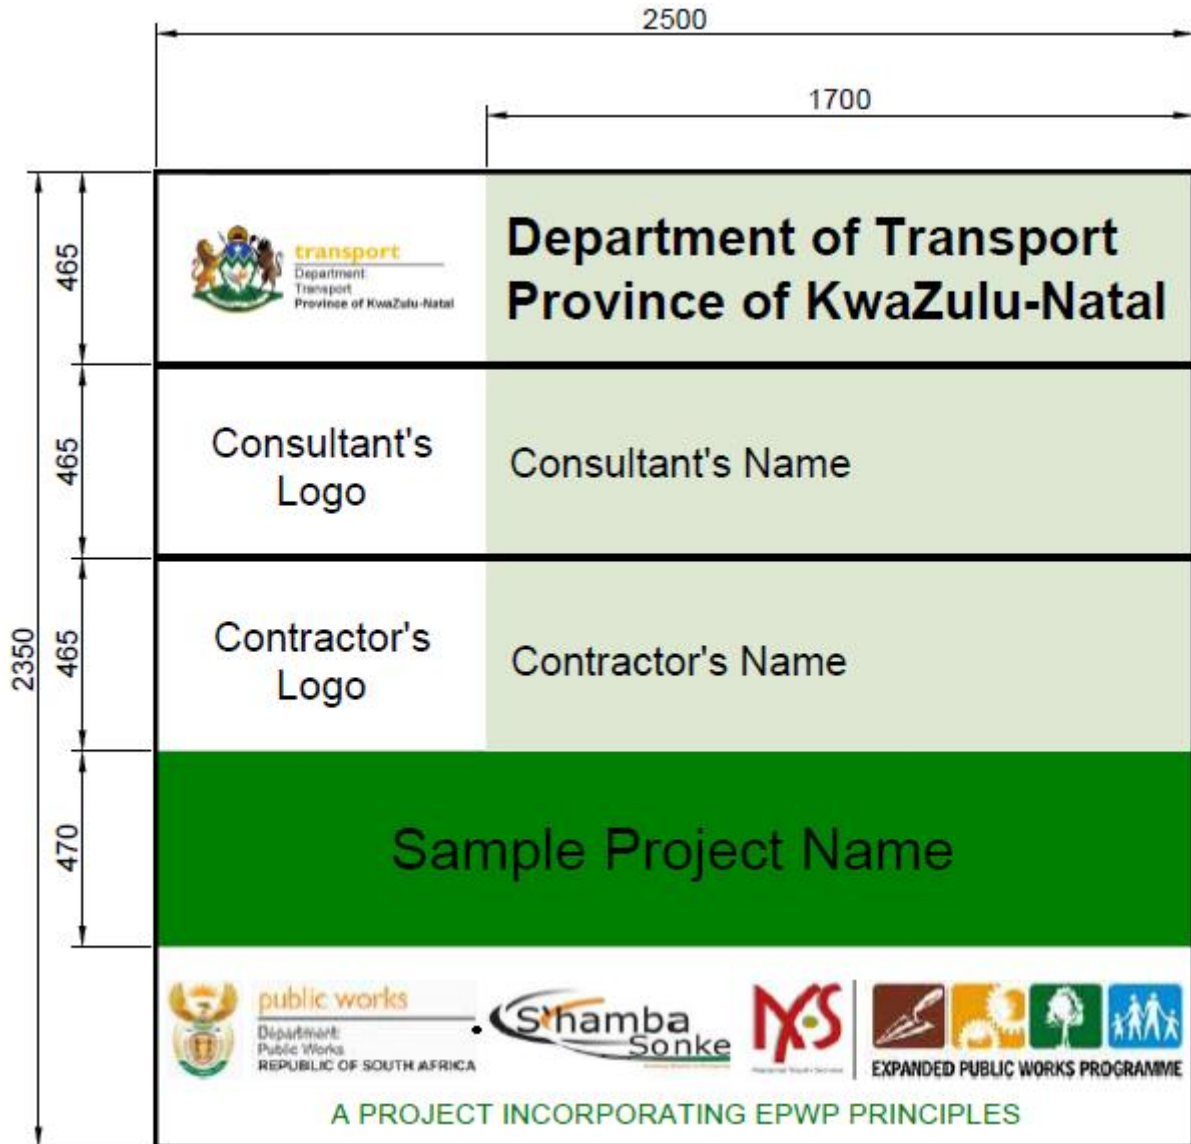 2500
1700
465
transport
Department:
Transport
Province of KwaZulu-Natal
Department of Transport
Province of KwaZulu-Natal
465
Consultant's
Logo
Consultant's Name
2350
465
Contractor's
Logo
Contractor's Name
470
Sample Project Name
public works
Department:
Public Works
REPUBLIC OF SOUTH AFRICA
S'hamba
Sonke
NYS
EXPANDED PUBLIC WORKS PROGRAMME
A PROJECT INCORPORATING EPWP PRINCIPLES